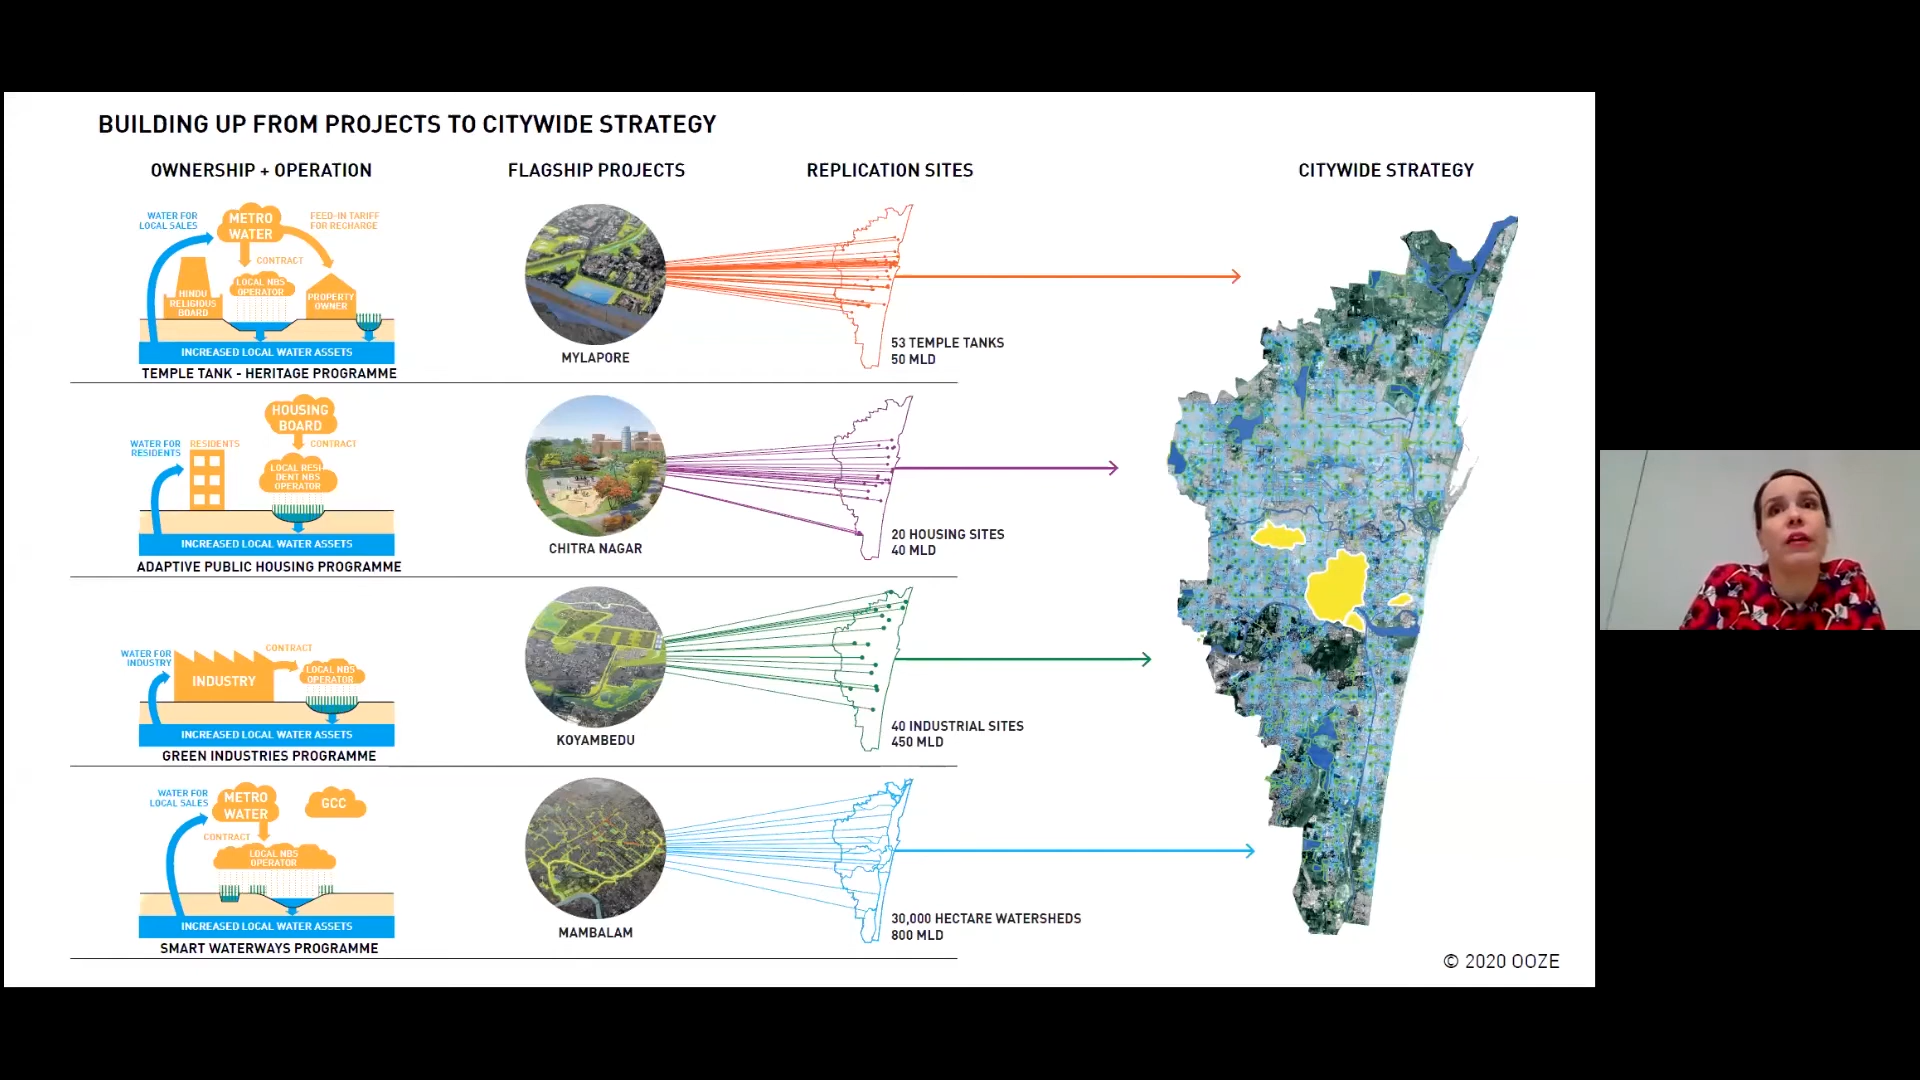 BUILDING UP FROM PROJECTS TO CITYWIDE STRATEGY
OWNERSHIP + OPERATION
FLAGSHIP PROJECTS
REPLICATION SITES
CITYWIDE STRATEGY
WATER FOR
LOCAL SALES
METRO
WATER
FEED-IN TARIFF
FOR RECHARGE
CONTRACT
HINDU
RELIGIOUS
BOARD
LOCAL NBS
OPERATOR
PROPERTY
OWNER
INCREASED LOCAL WATER ASSETS
TEMPLE TANK - HERITAGE PROGRAMME
MYLAPORE
53 TEMPLE TANKS
50 MLD
HOUSING
BOARD
WATER FOR
RESIDENTS
RESIDENTS
CONTRACT
LOCAL RESI-
DENT NBS
OPERATOR
INCREASED LOCAL WATER ASSETS
ADAPTIVE PUBLIC HOUSING PROGRAMME
CHITRA NAGAR
20 HOUSING SITES
40 MLD
WATER FOR
INDUSTRY
INDUSTRY
CONTRACT
LOCAL NBS
OPERATOR
INCREASED LOCAL WATER ASSETS
GREEN INDUSTRIES PROGRAMME
KOYAMBEDU
40 INDUSTRIAL SITES
450 MLD
WATER FOR
LOCAL SALES
METRO
WATER
GCC
CONTRACT
LOCAL NBS
OPERATOR
INCREASED LOCAL WATER ASSETS
SMART WATERWAYS PROGRAMME
MAMBALAM
30,000 HECTARE WATERSHEDS
800 MLD
© 2020 OOZE